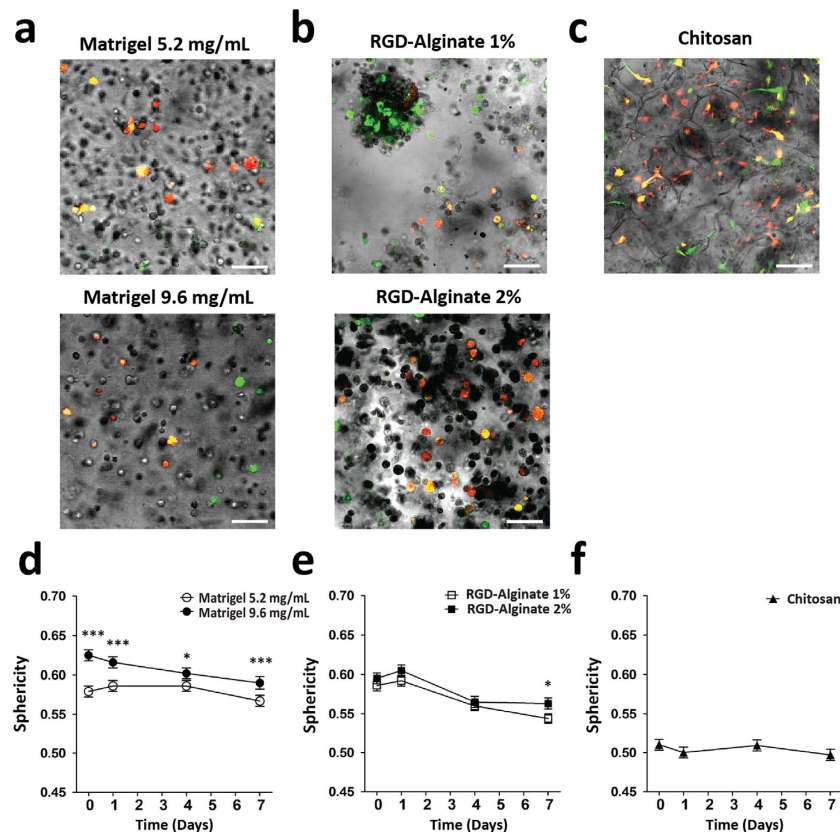 a
Matrigel 5.2 mg/mL
b
RGD-Alginate 1%
c
Chitosan
Matrigel 9.6 mg/mL
RGD-Alginate 2%
d
Matrigel 5.2 mg/mL
Matrigel 9.6 mg/mL
0.70
0.65
0.60
0.55
0.50
0.45
Sphericity
***
***
*
***
0 1 2 3 4 5 6 7
Time (Days)
e
RGD-Alginate 1%
RGD-Alginate 2%
0.70
0.65
0.60
0.55
0.50
0.45
Sphericity
*
0 1 2 3 4 5 6 7
Time (Days)
f
Chitosan
0.70
0.65
0.60
0.55
0.50
0.45
Sphericity
0 1 2 3 4 5 6 7
Time (Days)